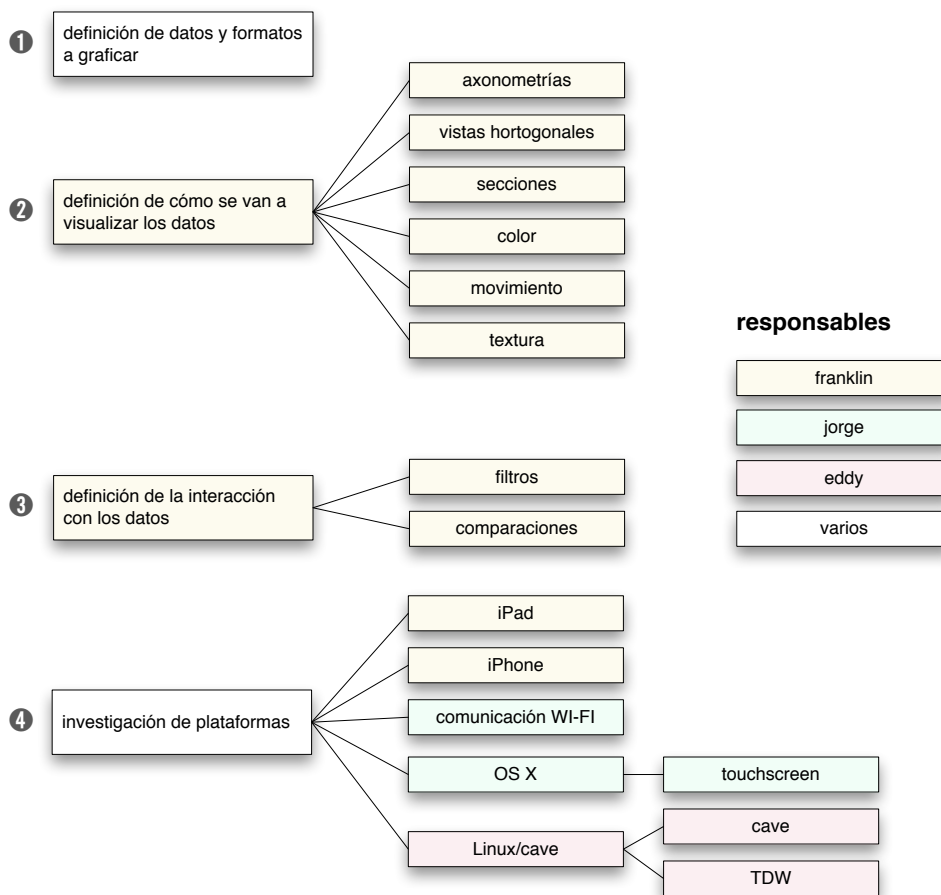 ❶
definición de datos y formatos
a graficar
❷
definición de cómo se van a
visualizar los datos
axonometrías
vistas hortogonales
secciones
color
movimiento
textura
responsables
franklin
jorge
eddy
varios
❸
definición de la interacción
con los datos
filtros
comparaciones
❹
investigación de plataformas
iPad
iPhone
comunicación WI-FI
OS X
touchscreen
Linux/cave
cave
TDW